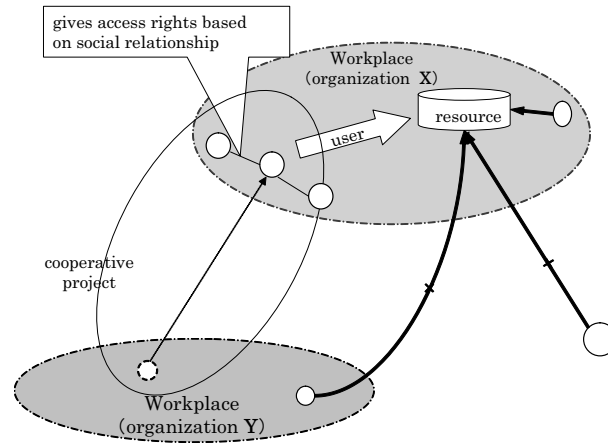 gives access rights based
on social relationship
Workplace
(organization X)
resource
user
cooperative
project
Workplace
(organization Y)